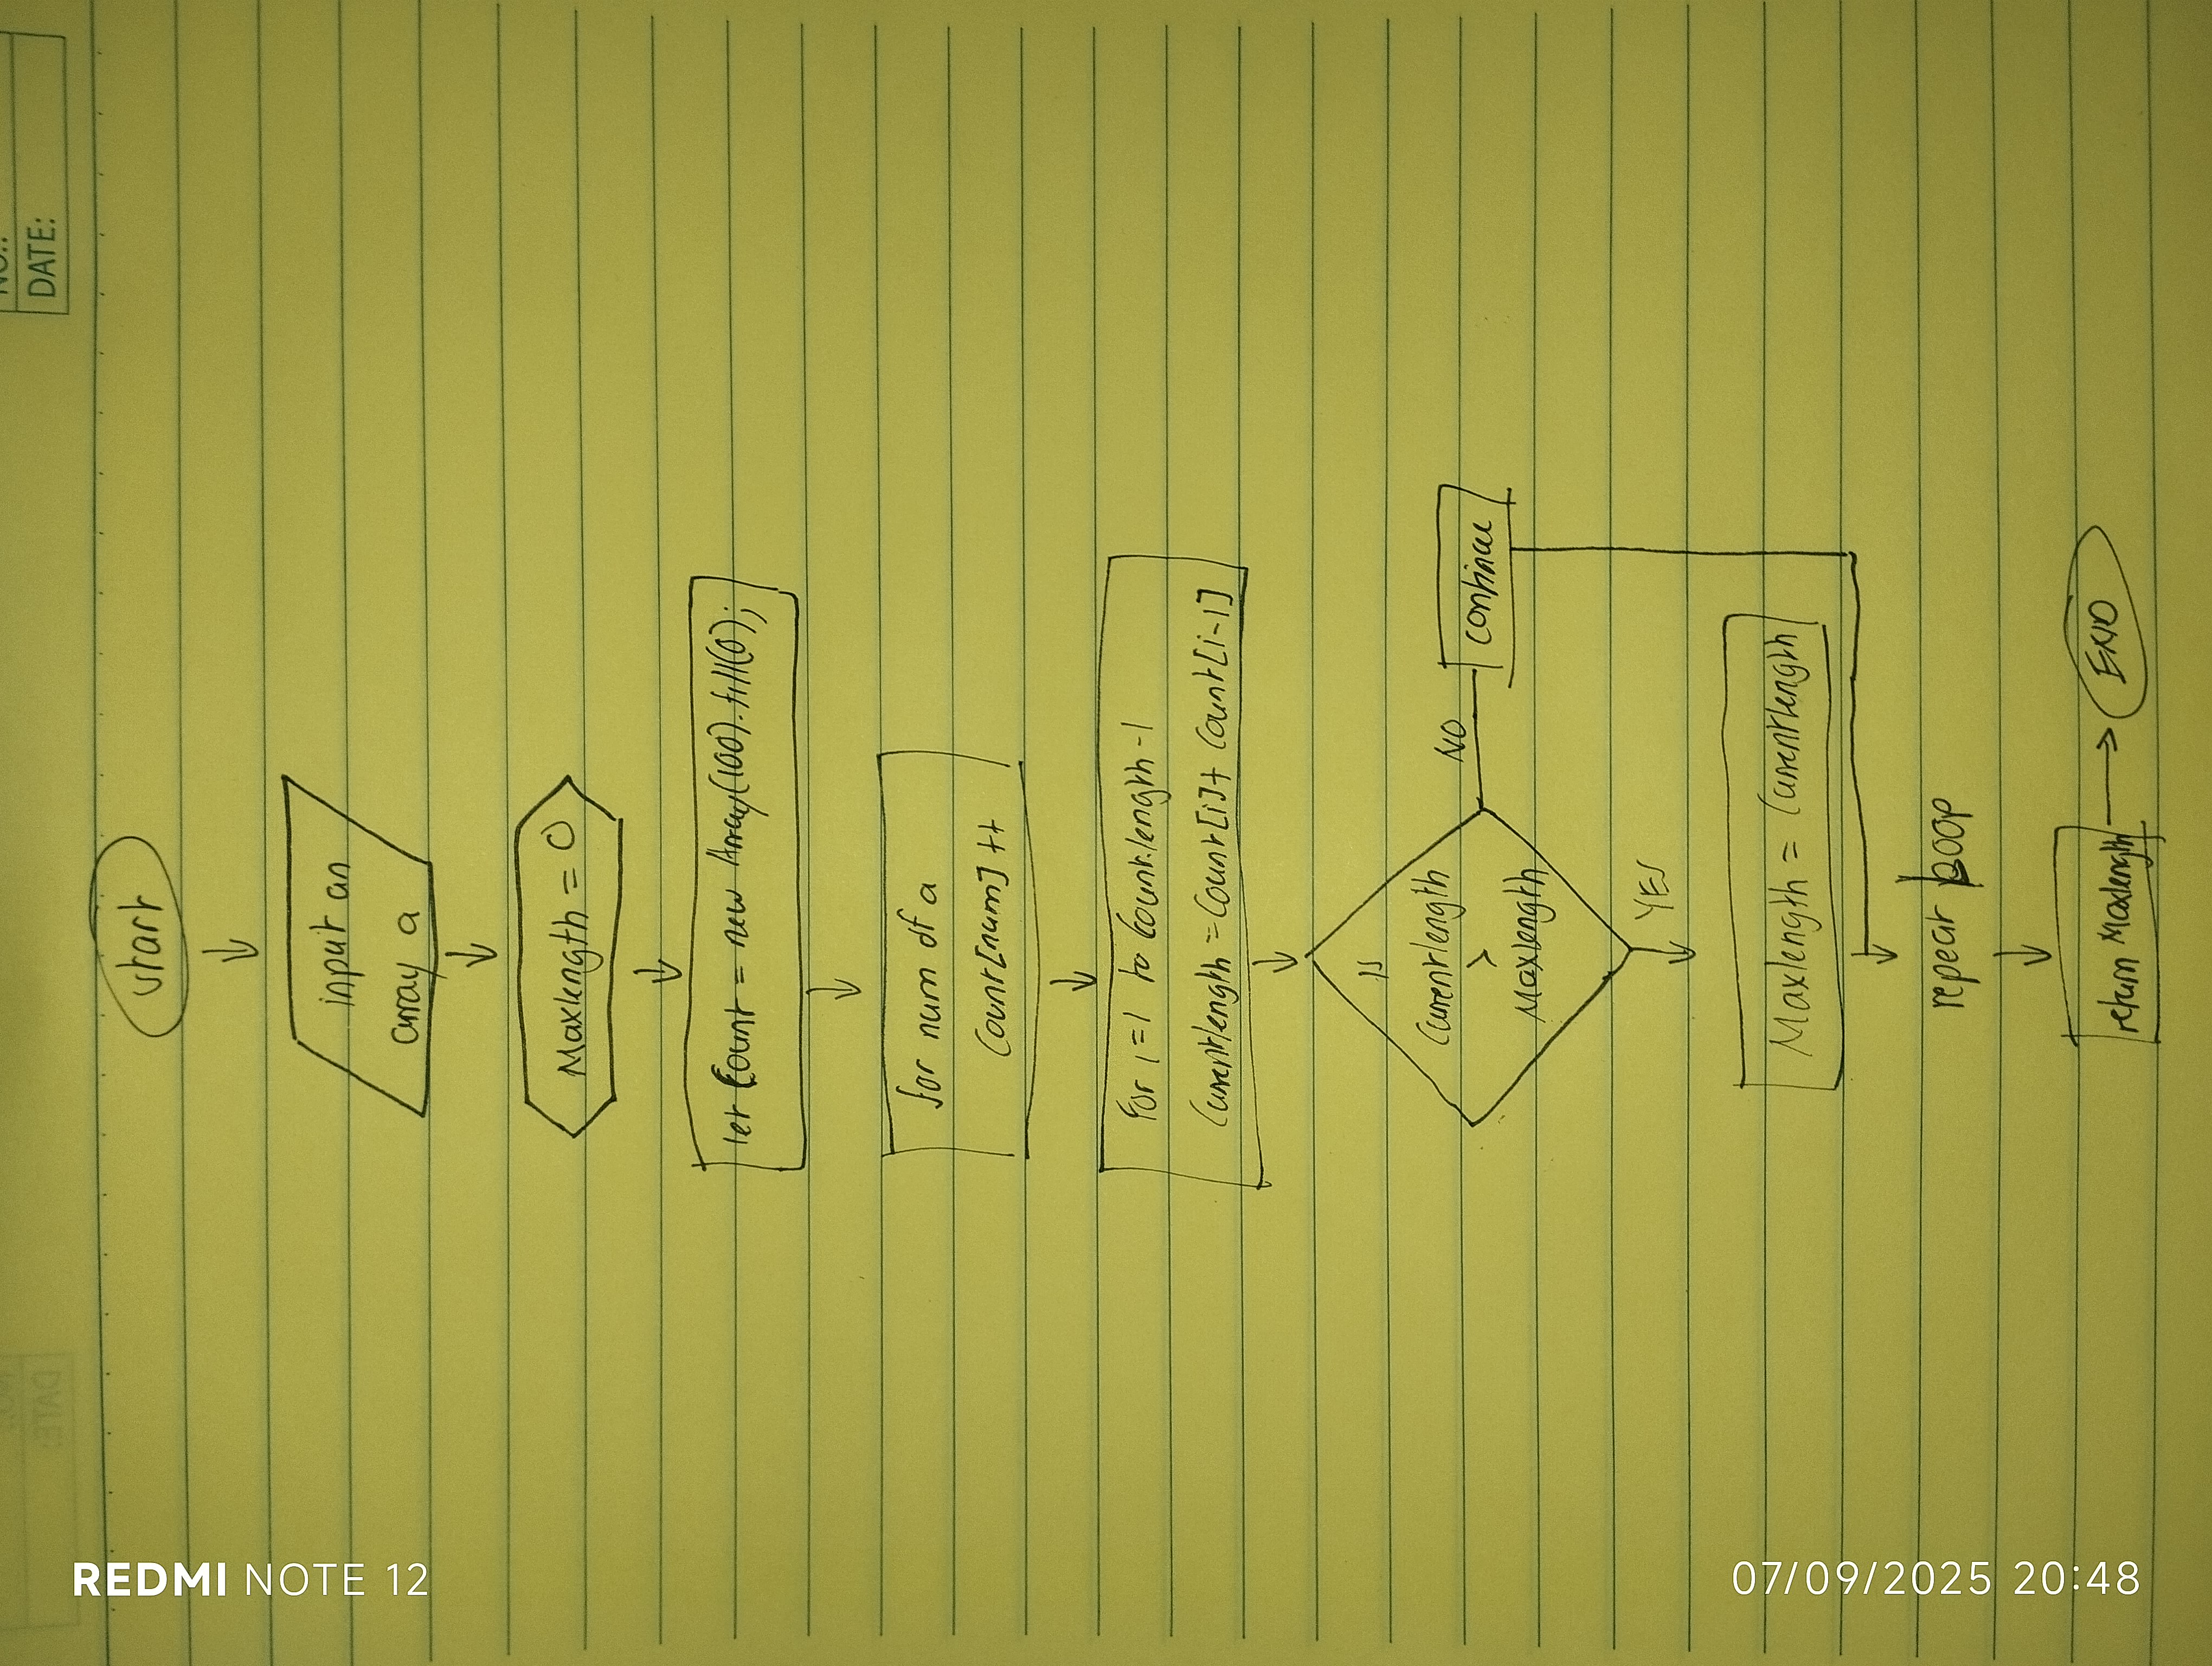 DATE:
start
input an
array a
Maxlength = 0
let Count = new Array(100).fill(0);
for num of a
Count[num]++
For i=1 to Count.length-1
Currentlength = Count[i]+ Count[i-1]
is
Currentlength
>
Maxlength
NO
continue
YES
Maxlength = Currentlength
repeat loop
return Maxlength
END
REDMI NOTE 12
07/09/2025 20:48